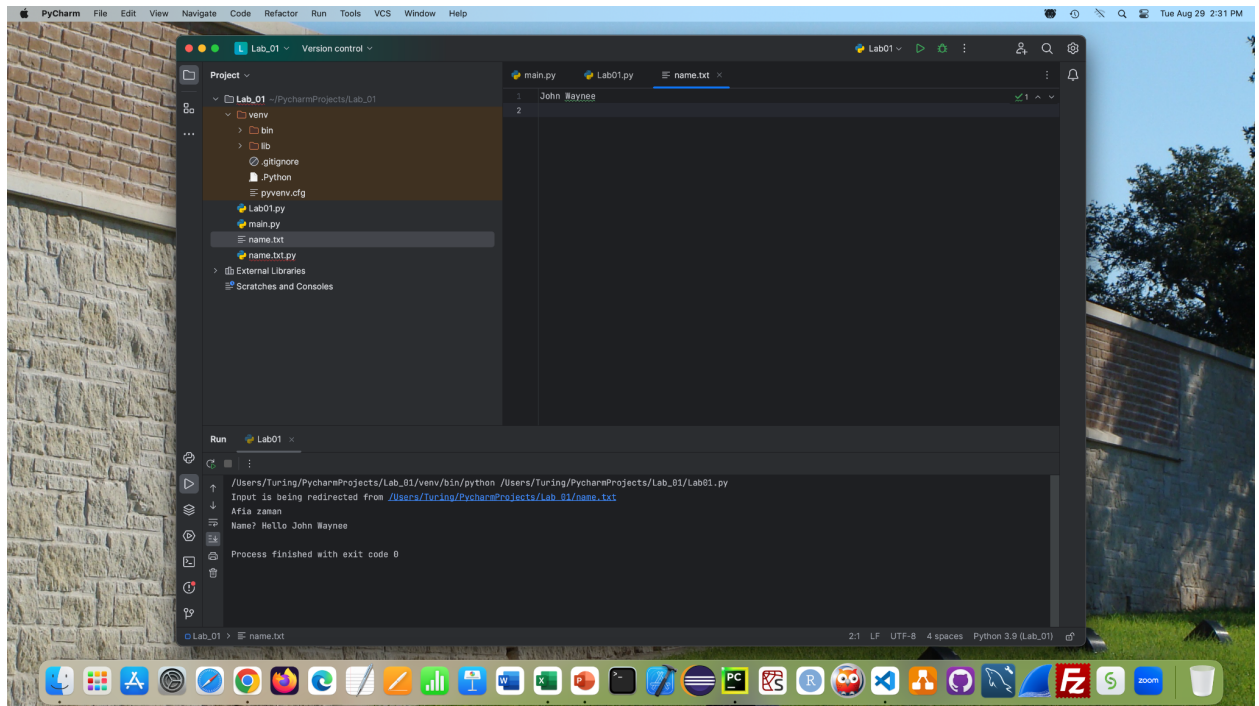 PyCharm File Edit View Navigate Code Refactor Run Tools VCS Window Help Tue Aug 29 2:31 PM
L Lab_01 Version control Lab01
Project
main.py Lab01.py name.txt
Lab_01 ~/PycharmProjects/Lab_01
venv
bin
lib
.gitignore
.Python
pyvenv.cfg
Lab01.py
main.py
name.txt
name.txt.py
External Libraries
Scratches and Consoles
1 John Waynee 1
2
Run Lab01
/Users/Turing/PycharmProjects/Lab_01/venv/bin/python /Users/Turing/PycharmProjects/Lab_01/Lab01.py
Input is being redirected from /Users/Turing/PycharmProjects/Lab_01/name.txt
Afia zaman
Name? Hello John Waynee
Process finished with exit code 0
Lab_01 > name.txt 2:1 LF UTF-8 4 spaces Python 3.9 (Lab_01)
W X P PC R Fz S zoom